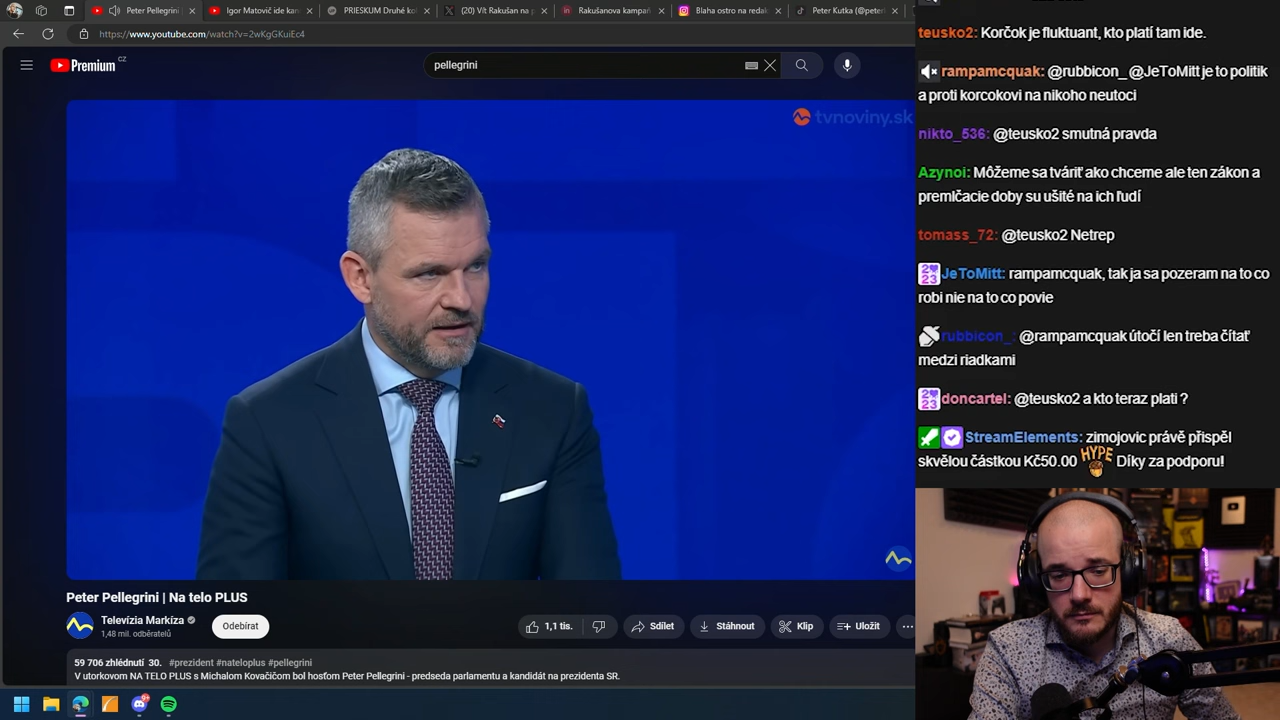 Peter Pellegrini
Igor Matovič ide kan
PRIESKUM Druhé kol
(20) Vít Rakušan na p
Rakušanova kampaň
Blaha ostro na redak
Peter Kutka (@peter
https://www.youtube.com/watch?v=2wKgGKuiEc4
Premium CZ
pellegrini
tvnoviny.sk
Peter Pellegrini | Na telo PLUS
Televízia Markíza
1,48 mil. odběratelů
Odebírat
1,1 tis.
Sdílet
Stáhnout
Klip
Uložit
59 706 zhlédnutí 30. #prezident #nateloplus #pellegrini
V utorkovom NA TELO PLUS s Michalom Kovačičom bol hosťom Peter Pellegrini - predseda parlamentu a kandidát na prezidenta SR.
teusko2: Korčok je fluktuant, kto platí tam ide.
rampamcquak: @rubbicon_ @JeToMitt je to politik
a proti korcokovi na nikoho neutoci
nikto_536: @teusko2 smutná pravda
Azynoi: Môžeme sa tváriť ako chceme ale ten zákon a
premlčacie doby su ušité na ich ľudí
tomass_72: @teusko2 Netrep
2023 JeToMitt: rampamcquak, tak ja sa pozeram na to co
robi nie na to co povie
rubbicon_: @rampamcquak útočí len treba čítať
medzi riadkami
2023 doncartel: @teusko2 a kto teraz plati ?
StreamElements: zimojovic právě přispěl
skvělou částkou Kč50.00 HYPE Díky za podporu!